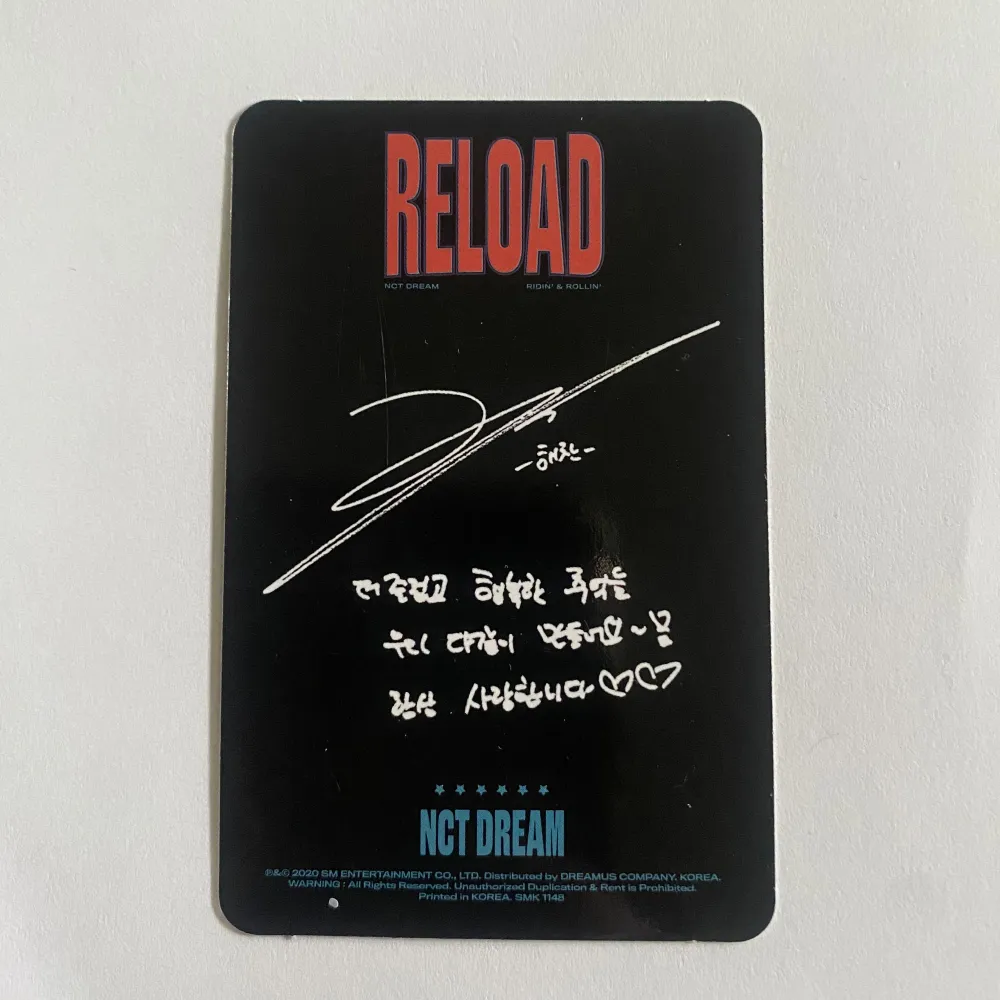 RELOAD
NCT DREAM RIDIN' & ROLLIN'
-해찬-
더 즐겁고 행복한 추억들
우리 다같이 만들어요~
항상 사랑합니다♡♡
NCT DREAM
℗&© 2020 SM ENTERTAINMENT CO., LTD. Distributed by DREAMUS COMPANY. KOREA.
WARNING : All Rights Reserved. Unauthorized Duplication & Rent is Prohibited.
Printed in KOREA. SMK 1148